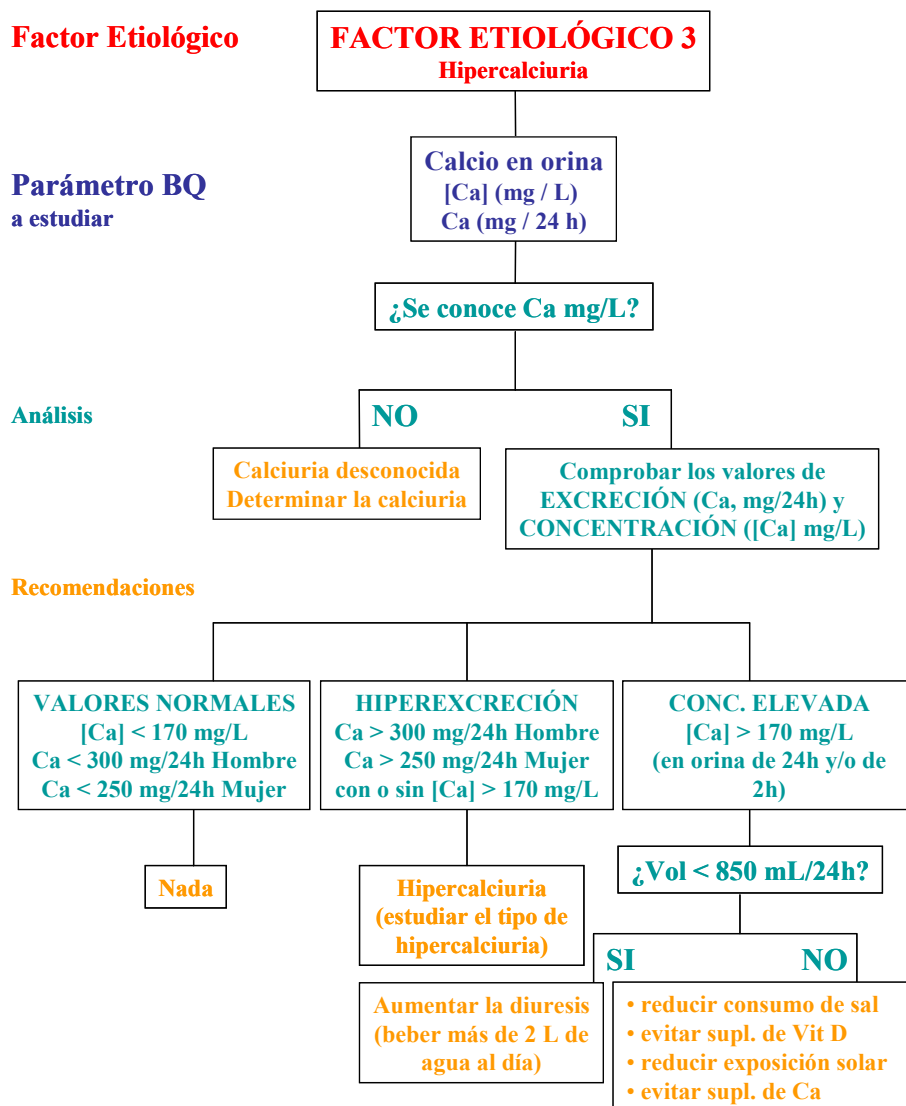 Factor Etiológico
FACTOR ETIOLÓGICO 3
Hipercalciuria
Parámetro BQ
a estudiar
Calcio en orina
[Ca] (mg / L)
Ca (mg / 24 h)
¿Se conoce Ca mg/L?
Análisis
NO
SI
Calciuria desconocida
Determinar la calciuria
Comprobar los valores de
EXCRECIÓN (Ca, mg/24h) y
CONCENTRACIÓN ([Ca] mg/L)
Recomendaciones
VALORES NORMALES
[Ca] < 170 mg/L
Ca < 300 mg/24h Hombre
Ca < 250 mg/24h Mujer
HIPEREXCRECIÓN
Ca > 300 mg/24h Hombre
Ca > 250 mg/24h Mujer
con o sin [Ca] > 170 mg/L
CONC. ELEVADA
[Ca] > 170 mg/L
(en orina de 24h y/o de
2h)
Nada
Hipercalciuria
(estudiar el tipo de
hipercalciuria)
¿Vol < 850 mL/24h?
SI
NO
Aumentar la diuresis
(beber más de 2 L de
agua al día)
• reducir consumo de sal
• evitar supl. de Vit D
• reducir exposición solar
• evitar supl. de Ca